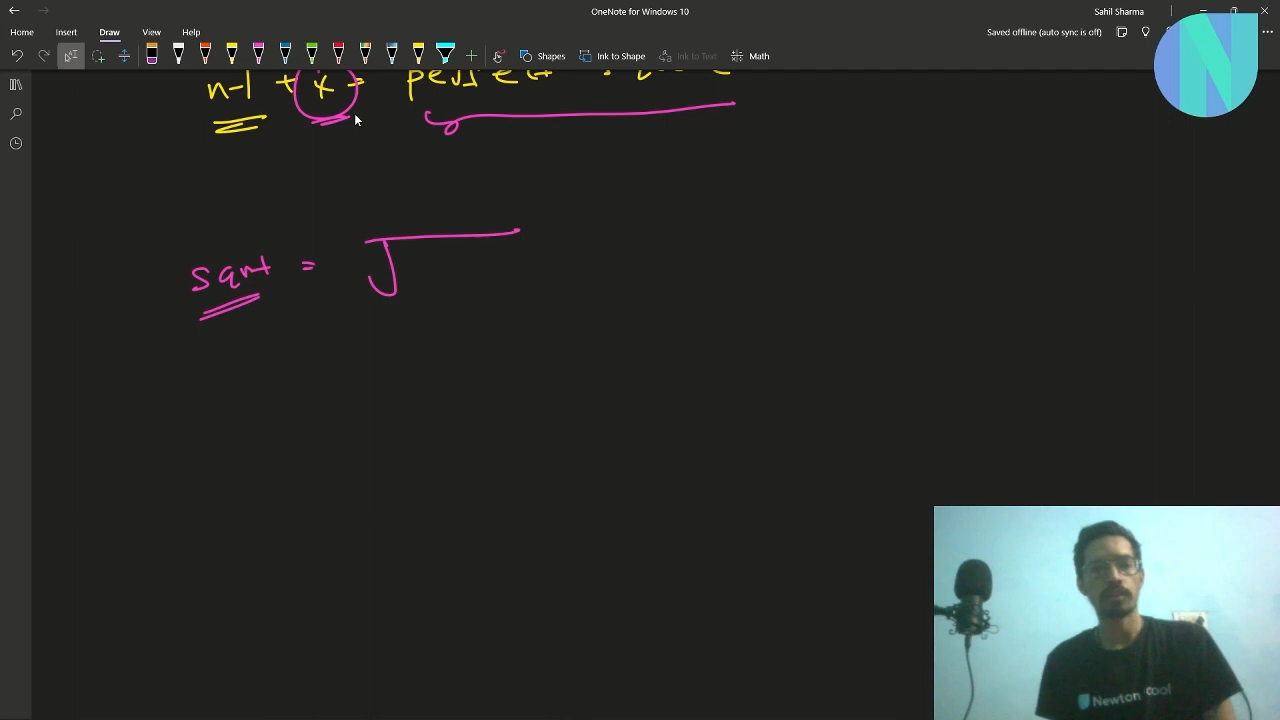 OneNote for Windows 10
Sahil Sharma
Home Insert Draw View Help
Saved offline (auto sync is off)
Shapes Ink to Shape Ink to Text Math
n-1 + x =
sqrt = √
Newton